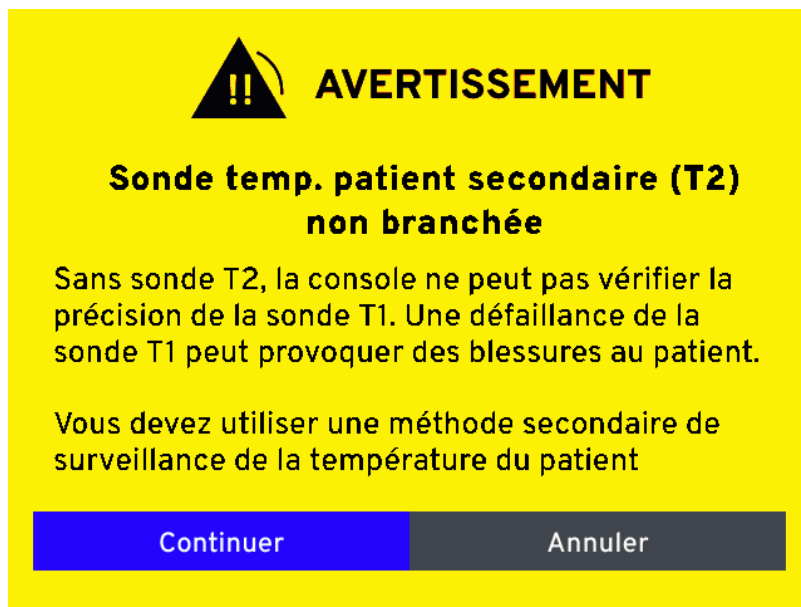 !!
AVERTISSEMENT
Sonde temp. patient secondaire (T2)
non branchée
Sans sonde T2, la console ne peut pas vérifier la
précision de la sonde T1. Une défaillance de la
sonde T1 peut provoquer des blessures au patient.
Vous devez utiliser une méthode secondaire de
surveillance de la température du patient
Continuer
Annuler